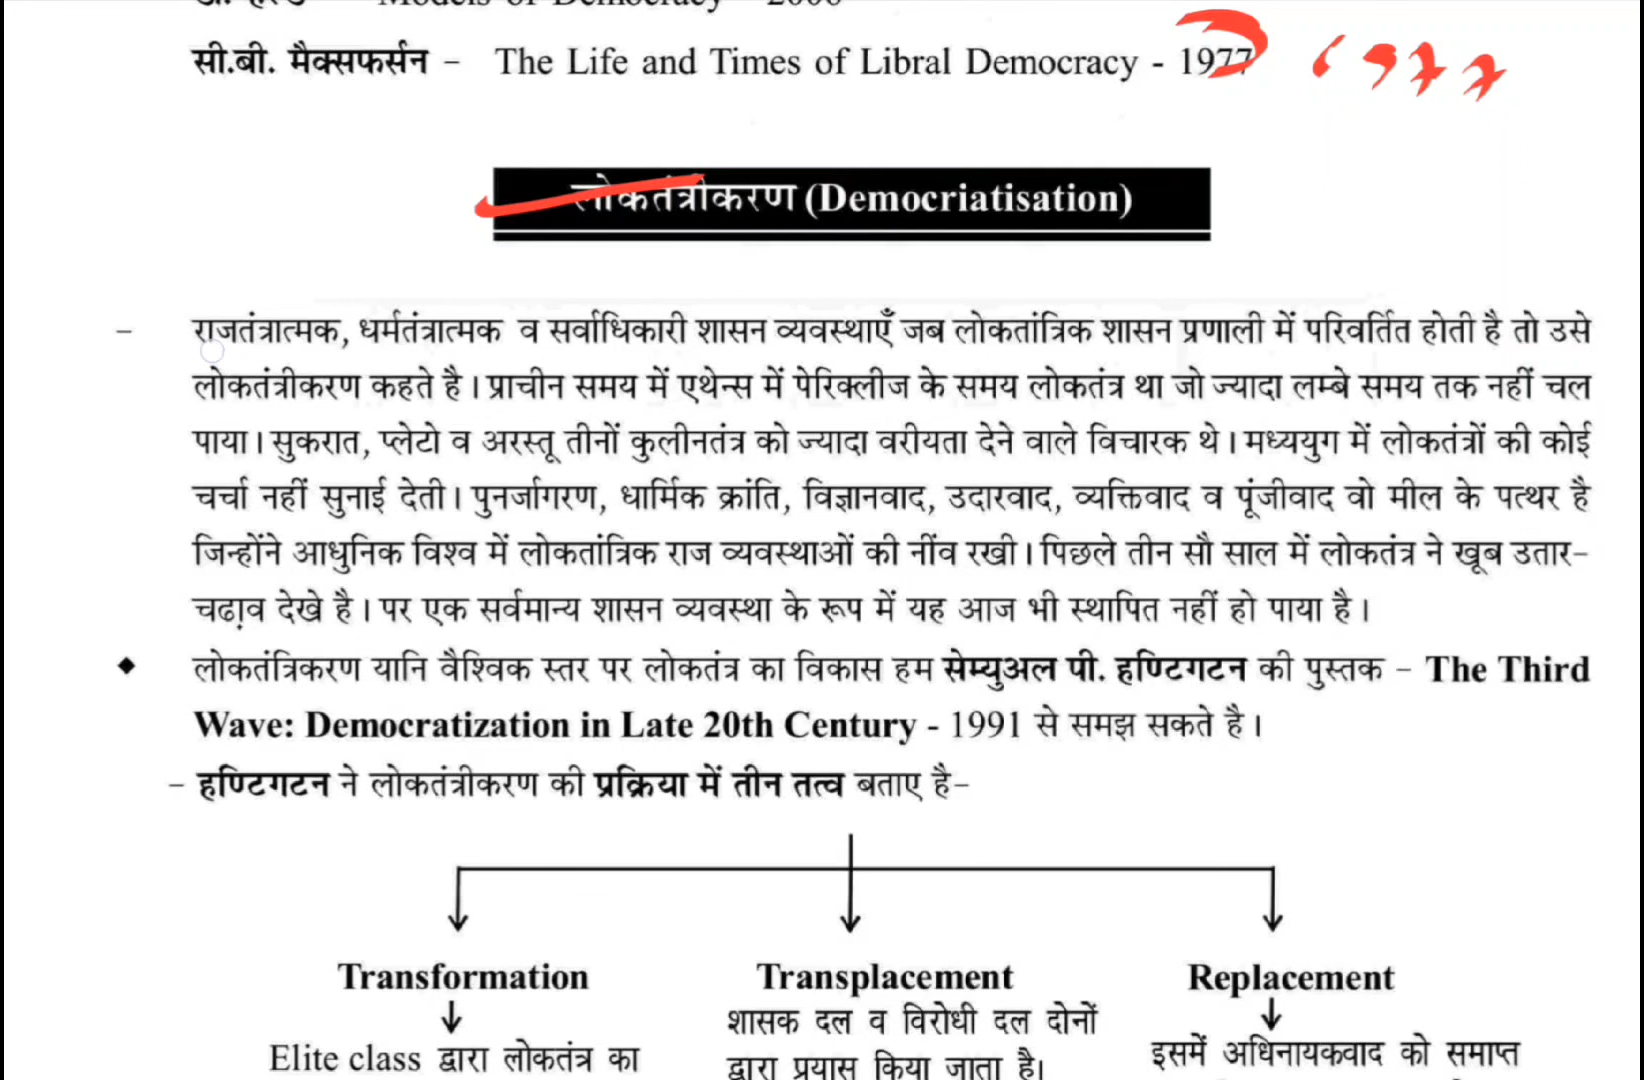 Models of Democracy - 2006
सी.बी. मैक्सफर्सन – The Life and Times of Libral Democracy - 1977 1977
लोकतंत्रीकरण (Democriatisation)
– राजतंत्रात्मक, धर्मतंत्रात्मक व सर्वाधिकारी शासन व्यवस्थाएँ जब लोकतांत्रिक शासन प्रणाली में परिवर्तित होती है तो उसे
लोकतंत्रीकरण कहते है। प्राचीन समय में एथेन्स में पेरिक्लीज के समय लोकतंत्र था जो ज्यादा लम्बे समय तक नहीं चल
पाया। सुकरात, प्लेटो व अरस्तू तीनों कुलीनतंत्र को ज्यादा वरीयता देने वाले विचारक थे। मध्ययुग में लोकतंत्रों की कोई
चर्चा नहीं सुनाई देती। पुनर्जागरण, धार्मिक क्रांति, विज्ञानवाद, उदारवाद, व्यक्तिवाद व पूंजीवाद वो मील के पत्थर है
जिन्होंने आधुनिक विश्व में लोकतांत्रिक राज व्यवस्थाओं की नींव रखी। पिछले तीन सौ साल में लोकतंत्र ने खूब उतार–
चढ़ाव देखे है। पर एक सर्वमान्य शासन व्यवस्था के रूप में यह आज भी स्थापित नहीं हो पाया है।
◆ लोकतंत्रिकरण यानि वैश्विक स्तर पर लोकतंत्र का विकास हम सेम्युअल पी. हण्टिगटन की पुस्तक – The Third
Wave: Democratization in Late 20th Century - 1991 से समझ सकते है।
– हण्टिगटन ने लोकतंत्रीकरण की प्रक्रिया में तीन तत्व बताए है–
Transformation Transplacement Replacement
शासक दल व विरोधी दल दोनों
Elite class द्वारा लोकतंत्र का द्वारा प्रयास किया जाता है। इसमें अधिनायकवाद को समाप्त